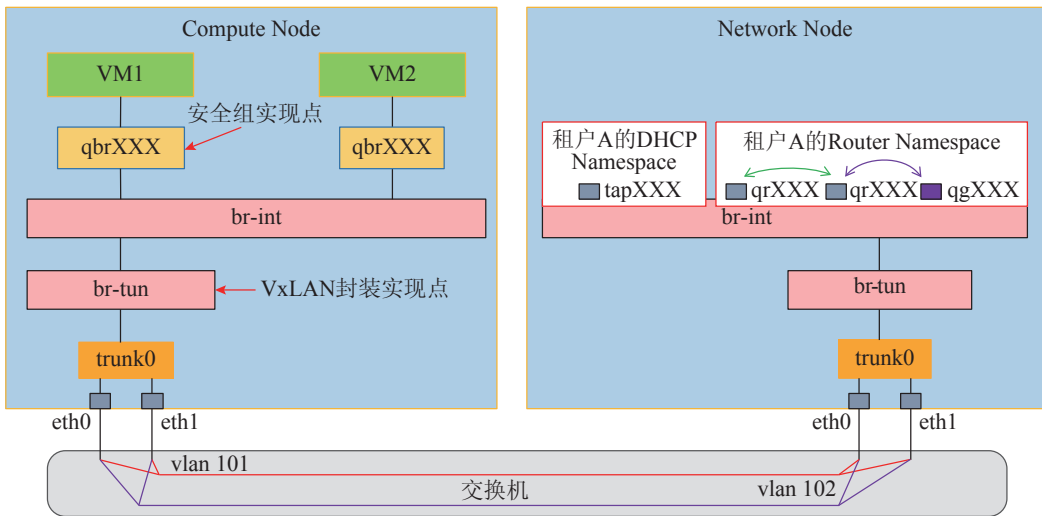 Compute Node
VM1
VM2
安全组实现点
qbrXXX
qbrXXX
br-int
br-tun
VxLAN封装实现点
trunk0
eth0
eth1
Network Node
租户A的DHCP
Namespace
tapXXX
租户A的Router Namespace
qrXXX
qrXXX
qgXXX
br-int
br-tun
trunk0
eth0
eth1
vlan 101
交换机
vlan 102